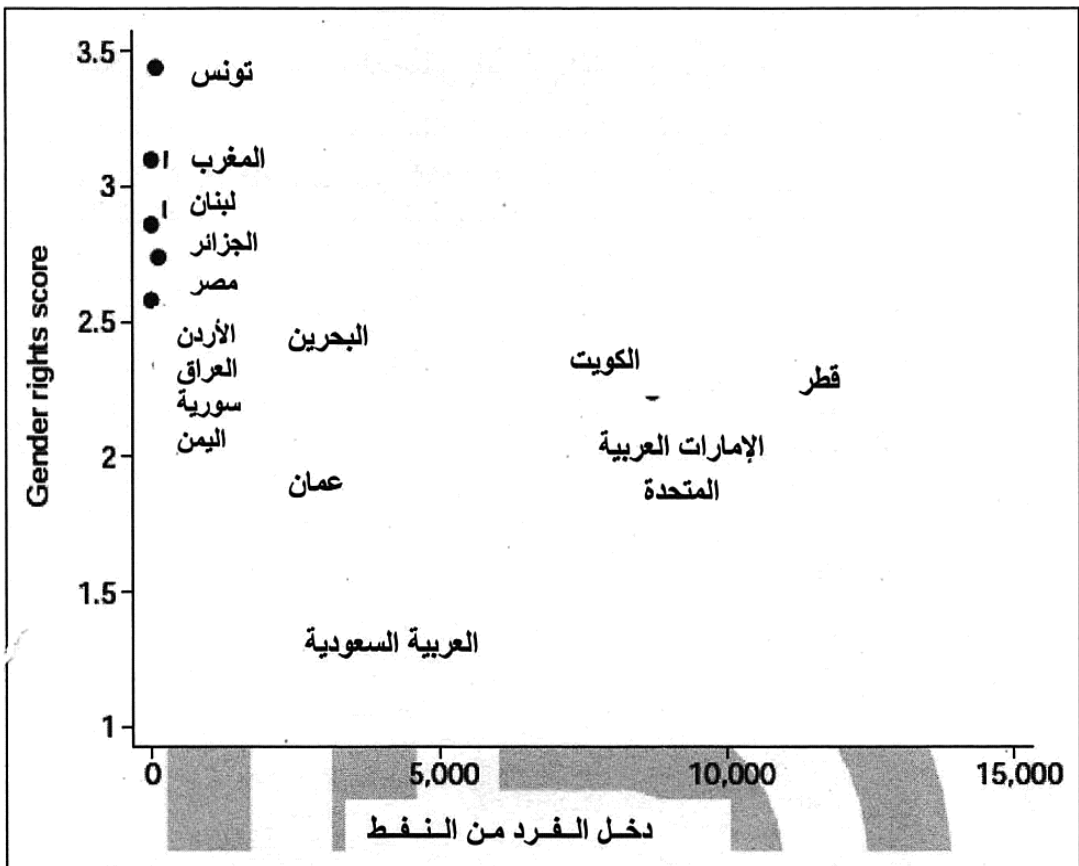 3.5
تونس
المغرب
3
لبنان
الجزائر
مصر
2.5
الأردن
البحرين
العراق
الكويت
قطر
سورية
اليمن
2
الإمارات العربية
المتحدة
عمان
1.5
العربية السعودية
1
Gender rights score
0 5,000 10,000 15,000
دخل الفرد من النفط